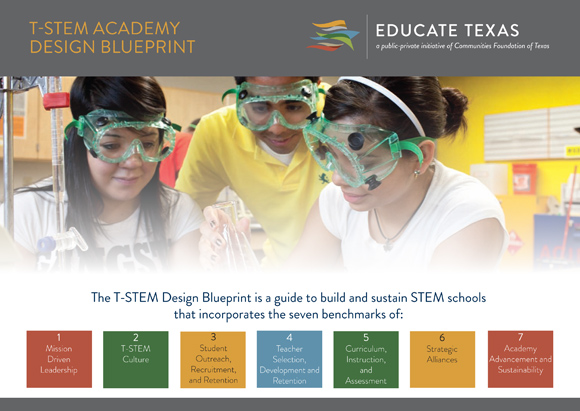 T-STEM ACADEMY
DESIGN BLUEPRINT
EDUCATE TEXAS
a public-private initiative of Communities Foundation of Texas
The T-STEM Design Blueprint is a guide to build and sustain STEM schools
that incorporates the seven benchmarks of:
1
Mission
Driven
Leadership
2
T-STEM
Culture
3
Student
Outreach,
Recruitment,
and Retention
4
Teacher
Selection,
Development and
Retention
5
Curriculum,
Instruction,
and
Assessment
6
Strategic
Alliances
7
Academy
Advancement and
Sustainability